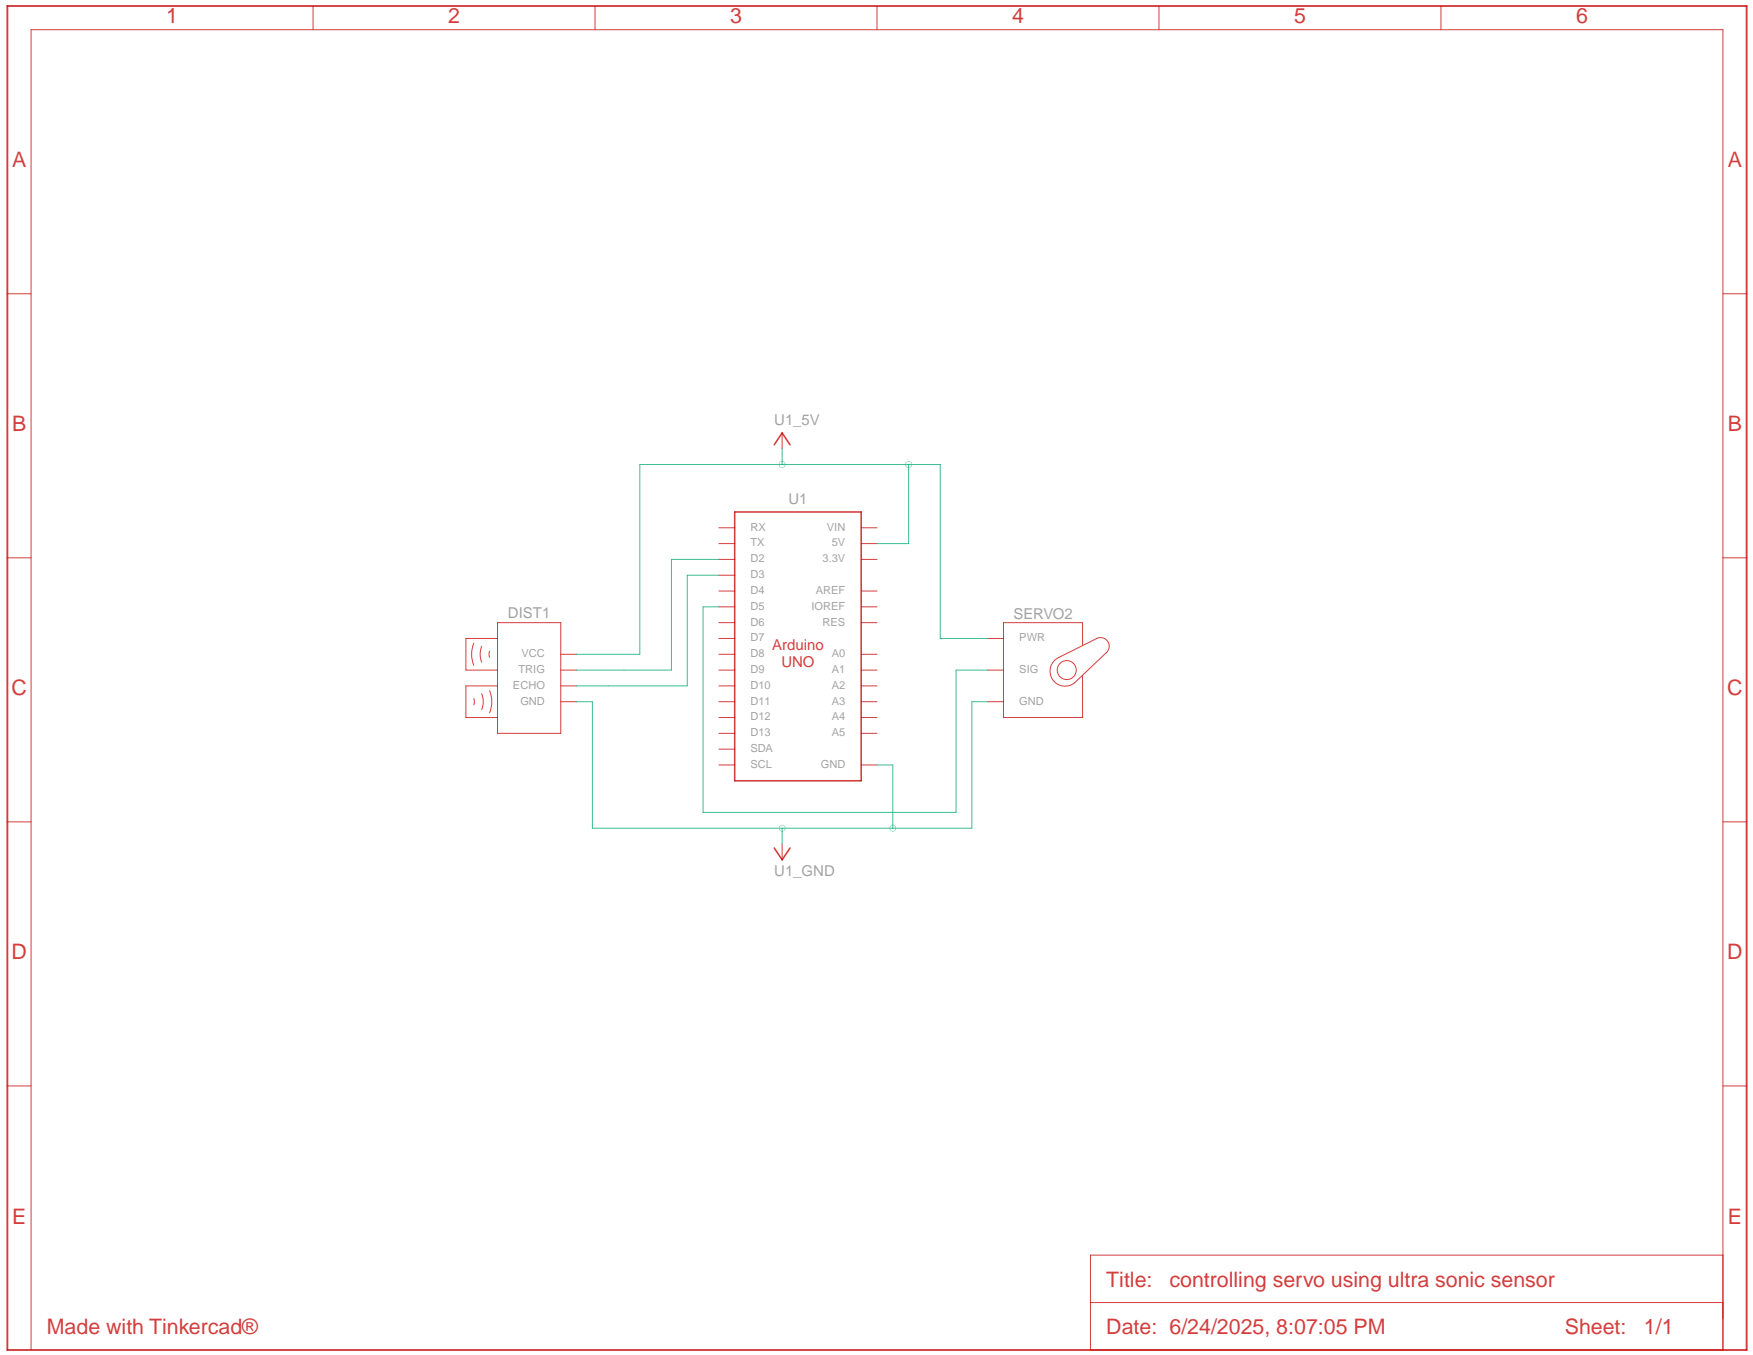 1 2 3 4 5 6
A A
B B
C C
D D
E E
U1_5V
U1
RX VIN
TX 5V
D2 3.3V
D3
D4 AREF
D5 IOREF
D6 RES
D7
Arduino
UNO
D8 A0
D9 A1
D10 A2
D11 A3
D12 A4
D13 A5
SDA
SCL GND
DIST1
VCC
TRIG
ECHO
GND
SERVO2
PWR
SIG
GND
U1_GND
Title: controlling servo using ultra sonic sensor
Date: 6/24/2025, 8:07:05 PM Sheet: 1/1
Made with Tinkercad®